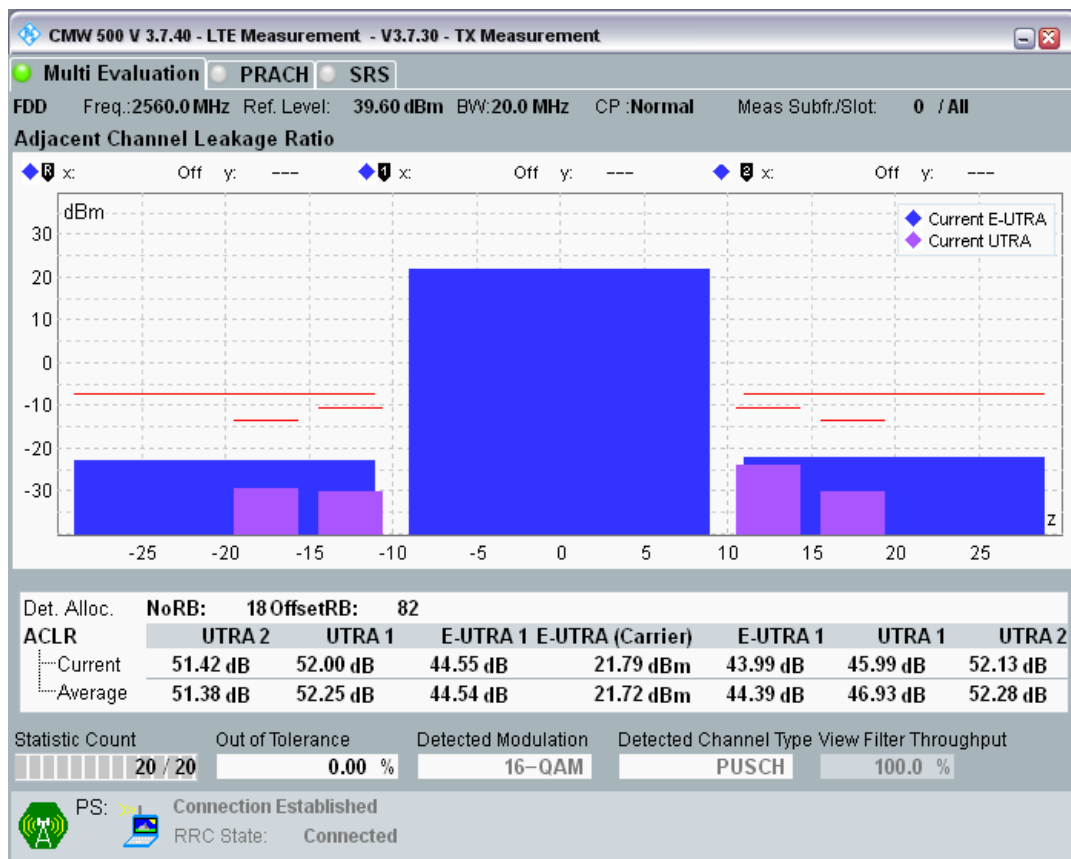 CMW 500 V 3.7.40 - LTE Measurement - V3.7.30 - TX Measurement
Multi Evaluation PRACH SRS
FDD Freq.:2560.0 MHz Ref. Level: 39.60 dBm BW:20.0 MHz CP :Normal Meas Subfr./Slot: 0 / All
Adjacent Channel Leakage Ratio
R x: Off y: --- 1 x: Off y: --- 2 x: Off y: ---
dBm
Current E-UTRA
Current UTRA
30
20
10
0
-10
-20
-30
z
-25 -20 -15 -10 -5 0 5 10 15 20 25
Det. Alloc. NoRB: 18 OffsetRB: 82
ACLR UTRA 2 UTRA 1 E-UTRA 1 E-UTRA (Carrier) E-UTRA 1 UTRA 1 UTRA 2
Current 51.42 dB 52.00 dB 44.55 dB 21.79 dBm 43.99 dB 45.99 dB 52.13 dB
Average 51.38 dB 52.25 dB 44.54 dB 21.72 dBm 44.39 dB 46.93 dB 52.28 dB
Statistic Count Out of Tolerance Detected Modulation Detected Channel Type View Filter Throughput
20 / 20 0.00 % 16-QAM PUSCH 100.0 %
PS: Connection Established
RRC State: Connected